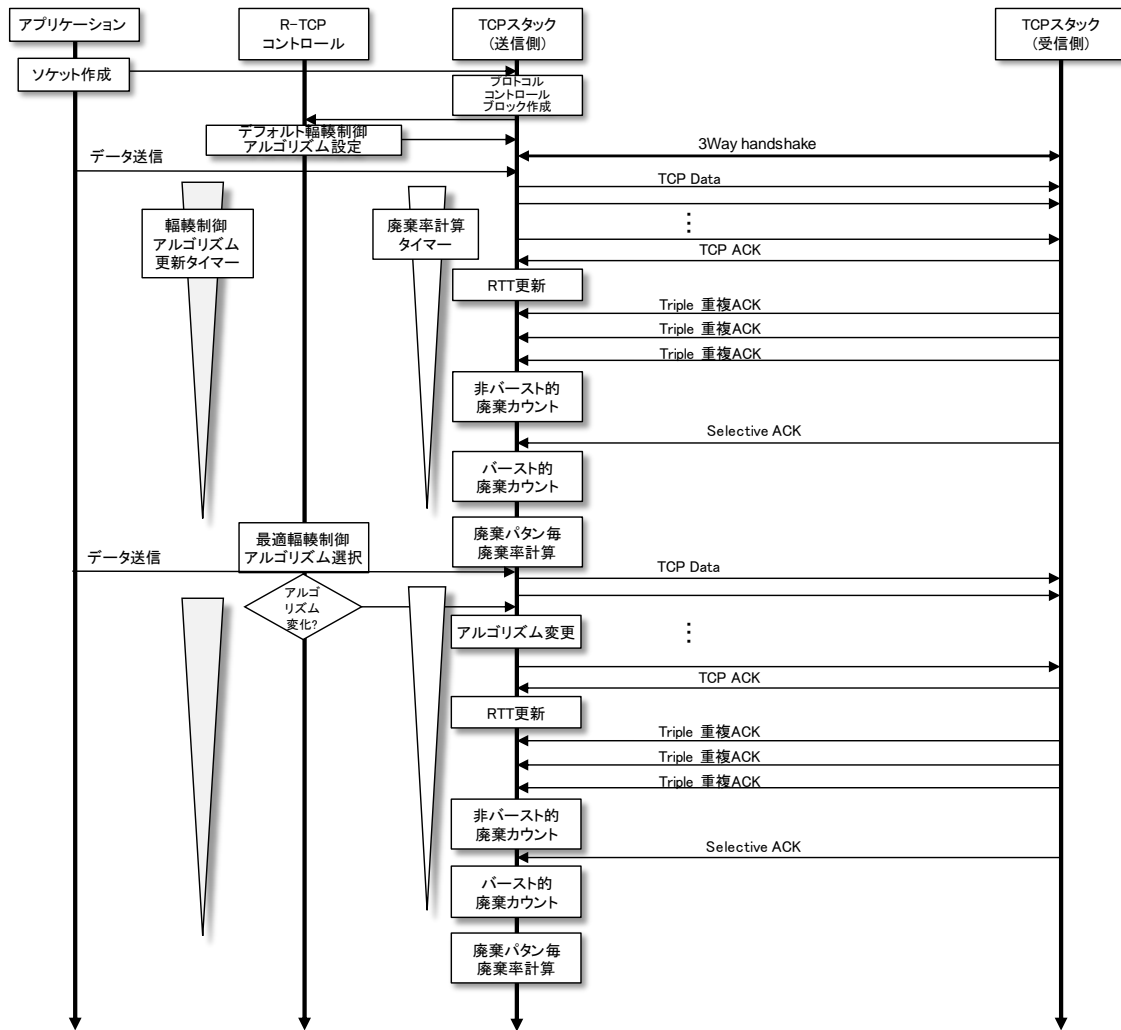 アプリケーション
R-TCP
コントロール
TCPスタック
(送信側)
TCPスタック
(受信側)
ソケット作成
プロトコル
コントロール
ブロック作成
デフォルト輻輳制御
アルゴリズム設定
3Way handshake
データ送信
TCP Data
輻輳制御
アルゴリズム
更新タイマー
廃棄率計算
タイマー
…
TCP ACK
RTT更新
Triple 重複ACK
Triple 重複ACK
Triple 重複ACK
非バースト的
廃棄カウント
Selective ACK
バースト的
廃棄カウント
最適輻輳制御
アルゴリズム選択
廃棄パタン毎
廃棄率計算
データ送信
TCP Data
アルゴ
リズム
変化?
アルゴリズム変更
…
TCP ACK
RTT更新
Triple 重複ACK
Triple 重複ACK
Triple 重複ACK
非バースト的
廃棄カウント
Selective ACK
バースト的
廃棄カウント
廃棄パタン毎
廃棄率計算